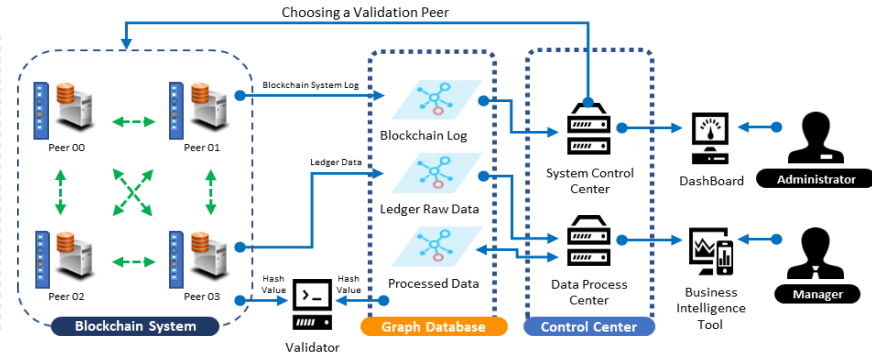 Choosing a Validation Peer
Blockchain System Log
Peer 00
Peer 01
Blockchain Log
System Control
Center
DashBoard
Administrator
Ledger Data
Ledger Raw Data
Peer 02
Peer 03
Hash
Value
Hash
Value
Processed Data
Data Process
Center
Business
Intelligence
Tool
Manager
Blockchain System
Validator
Graph Database
Control Center